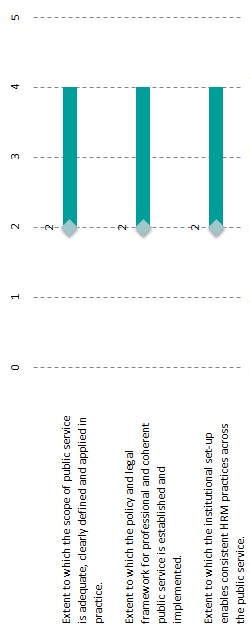 5
4
3
2
1
0
2
2
2
Extent to which the scope of public service
is adequate, clearly defined and applied in
practice.
Extent to which the policy and legal
framework for professional and coherent
public service is established and
implemented.
Extent to which the institutional set-up
enables consistent HRM practices across
the public service.